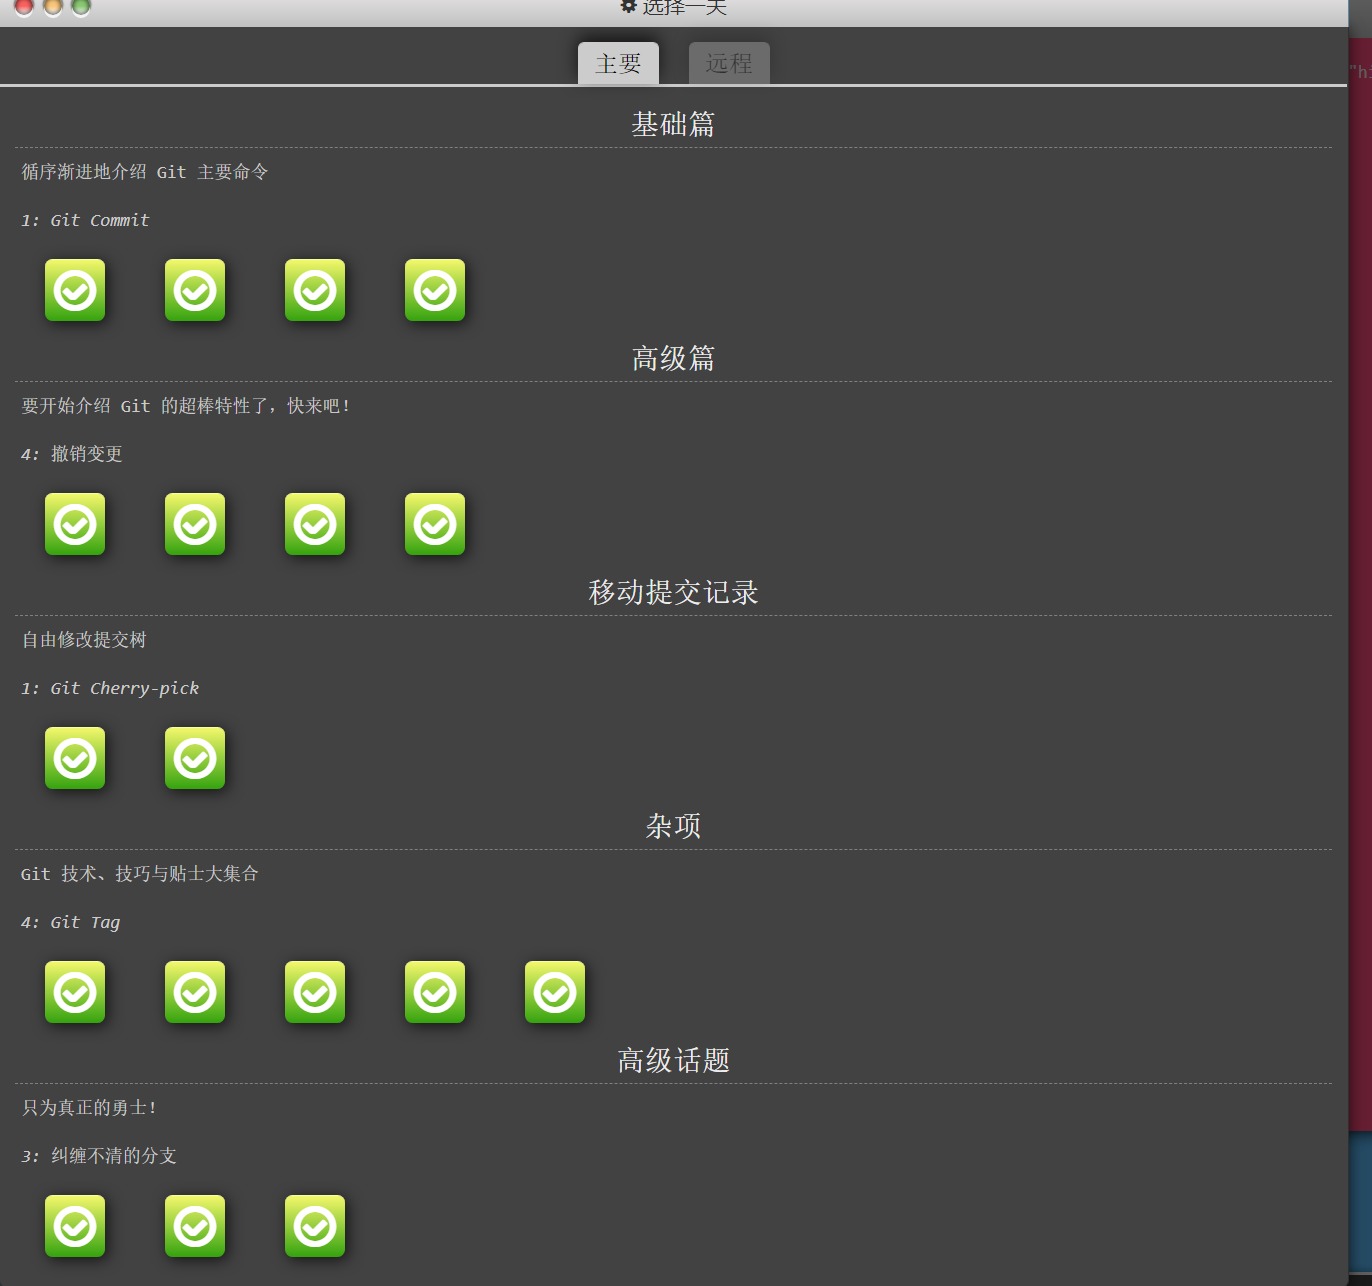 选择一天
主要
远程
"h
基础篇
循序渐进地介绍 Git 主要命令
1: Git Commit
高级篇
要开始介绍 Git 的超棒特性了，快来吧！
4: 撤销变更
移动提交记录
自由修改提交树
1: Git Cherry-pick
杂项
Git 技术、技巧与贴士大集合
4: Git Tag
高级话题
只为真正的勇士！
3: 纠缠不清的分支